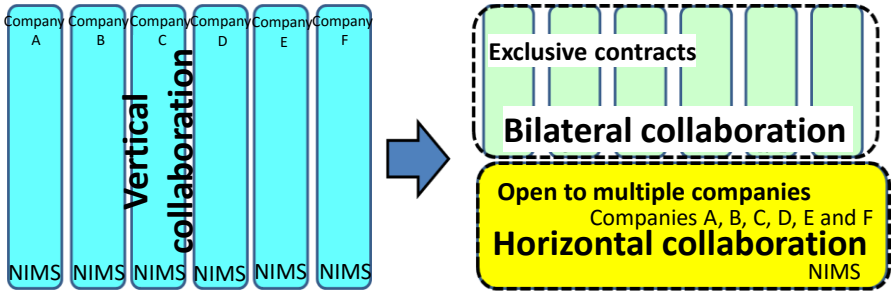 Company
A
Company
B
Company
C
Company
D
Company
E
Company
F
Vertical
collaboration
NIMS
NIMS
NIMS
NIMS
NIMS
NIMS
Exclusive contracts
Bilateral collaboration
Open to multiple companies
Companies A, B, C, D, E and F
Horizontal collaboration
NIMS